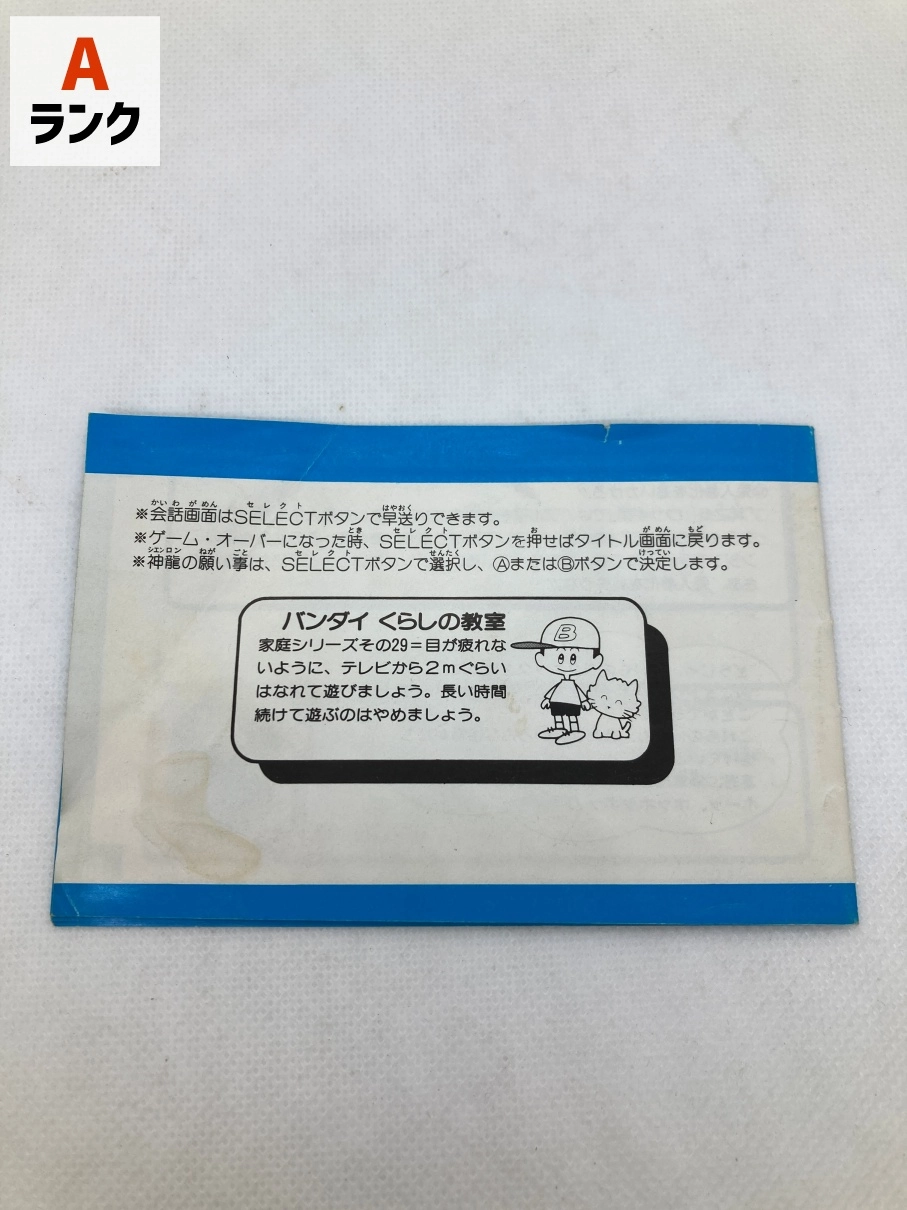 A
ランク
※会話画面はSELECTボタンで早送りできます。
※ゲーム・オーバーになった時、SELECTボタンを押せばタイトル画面に戻ります。
※神龍の願い事は、SELECTボタンで選択し、ⒶまたはⒷボタンで決定します。
バンダイ くらしの教室
家庭シリーズその29=目が疲れな
いように、テレビから2mぐらい
はなれて遊びましょう。長い時間
続けて遊ぶのはやめましょう。
B